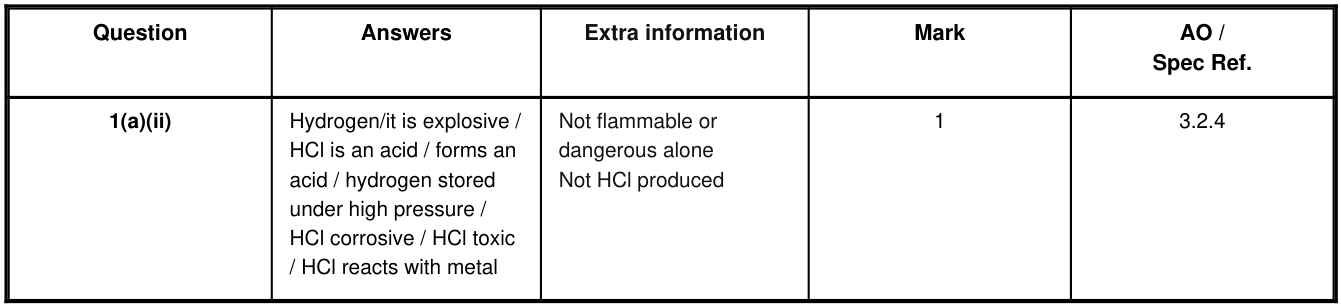 Question Answers Extra information Mark AO /
Spec Ref.
1(a)(ii) Hydrogen/it is explosive / Not flammable or 1 3.2.4
HCl is an acid / forms an dangerous alone
acid / hydrogen stored Not HCl produced
under high pressure /
HCl corrosive / HCl toxic
/ HCl reacts with metal